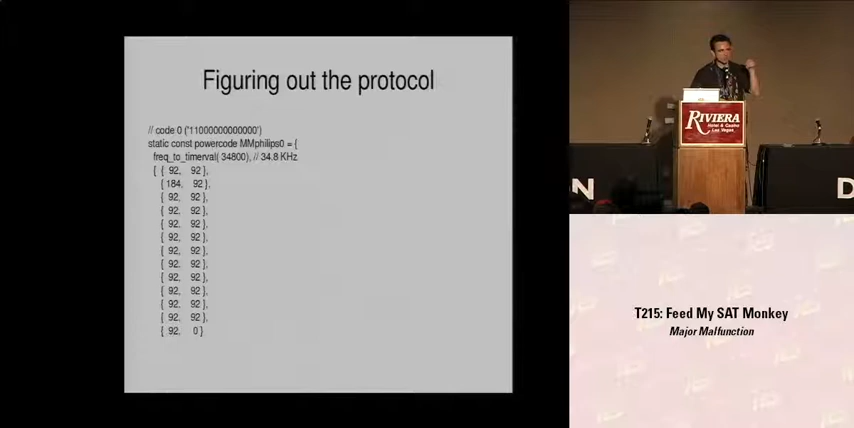 Figuring out the protocol
// code 0 ('11000000000000')
static const powercode MMphilips0 = {
freq_to_timerval( 34800), // 34.8 KHz
{ { 92, 92 },
{ 184, 92 },
{ 92, 92 },
{ 92, 92 },
{ 92, 92 },
{ 92, 92 },
{ 92, 92 },
{ 92, 92 },
{ 92, 92 },
{ 92, 92 },
{ 92, 92 },
{ 92, 92 },
{ 92, 0 }
RIVIERA
Hotel & Casino
Las Vegas
N
D
T215: Feed My SAT Monkey
Major Malfunction